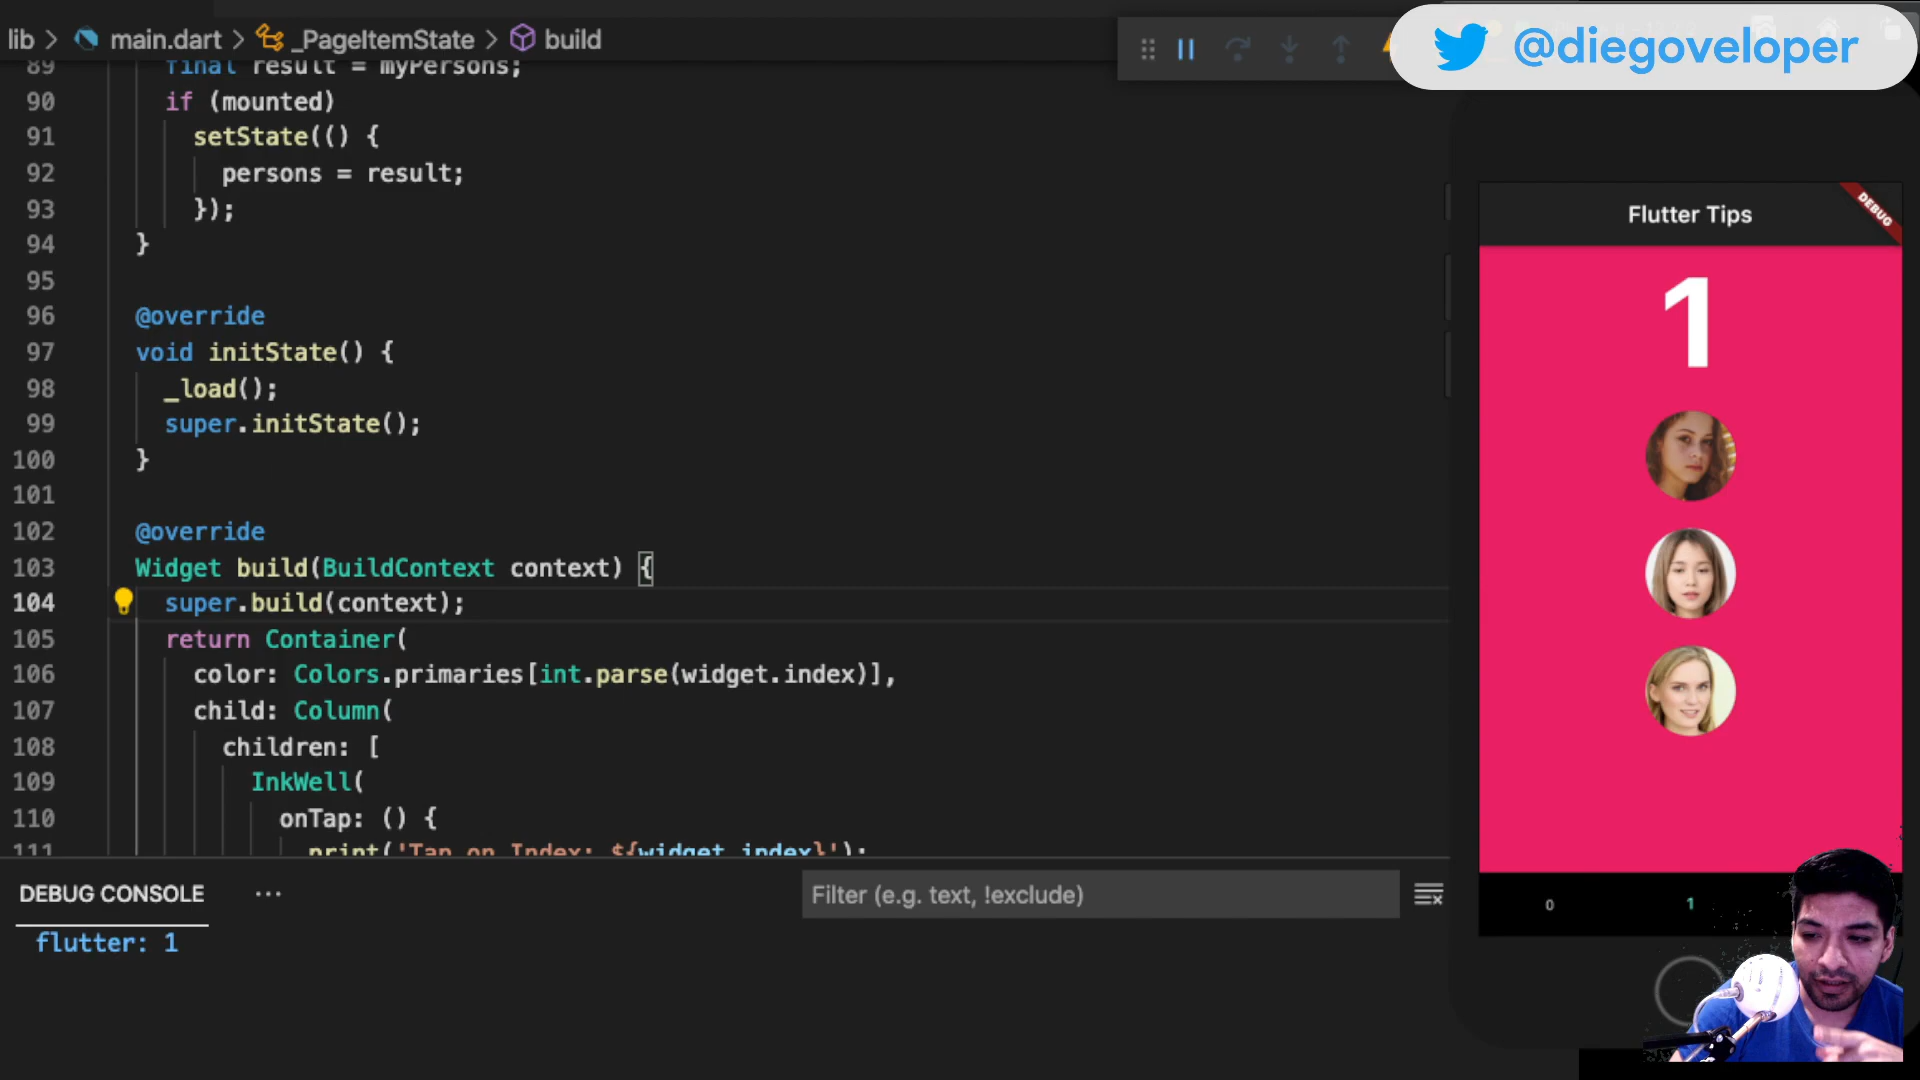 lib > main.dart > _PageItemState > build
@diegoveloper
89 final result = myPersons;
90 if (mounted)
91 setState(() {
92 persons = result;
93 });
94 }
95
96 @override
97 void initState() {
98 _load();
99 super.initState();
100 }
101
102 @override
103 Widget build(BuildContext context) {
104 super.build(context);
105 return Container(
106 color: Colors.primaries[int.parse(widget.index)],
107 child: Column(
108 children: [
109 InkWell(
110 onTap: () {
111 print('Tap on Index: ${widget.index}');
DEBUG CONSOLE ...
Filter (e.g. text, !exclude)
flutter: 1
Flutter Tips
DEBUG
1
0 1